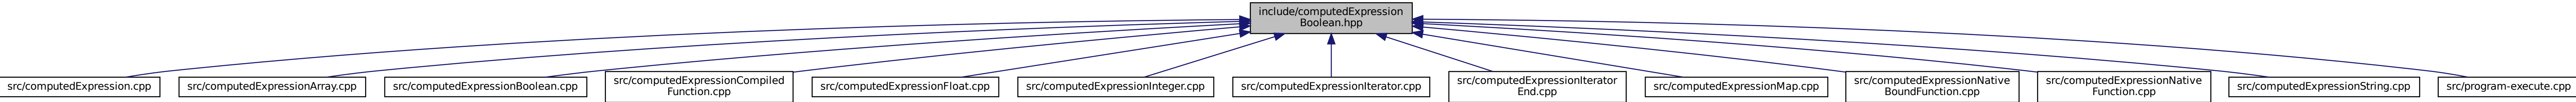 include/computedExpression
Boolean.hpp
src/computedExpression.cpp
src/computedExpressionArray.cpp
src/computedExpressionBoolean.cpp
src/computedExpressionCompiled
Function.cpp
src/computedExpressionFloat.cpp
src/computedExpressionInteger.cpp
src/computedExpressionIterator.cpp
src/computedExpressionIterator
End.cpp
src/computedExpressionMap.cpp
src/computedExpressionNative
BoundFunction.cpp
src/computedExpressionNative
Function.cpp
src/computedExpressionString.cpp
src/program-execute.cpp